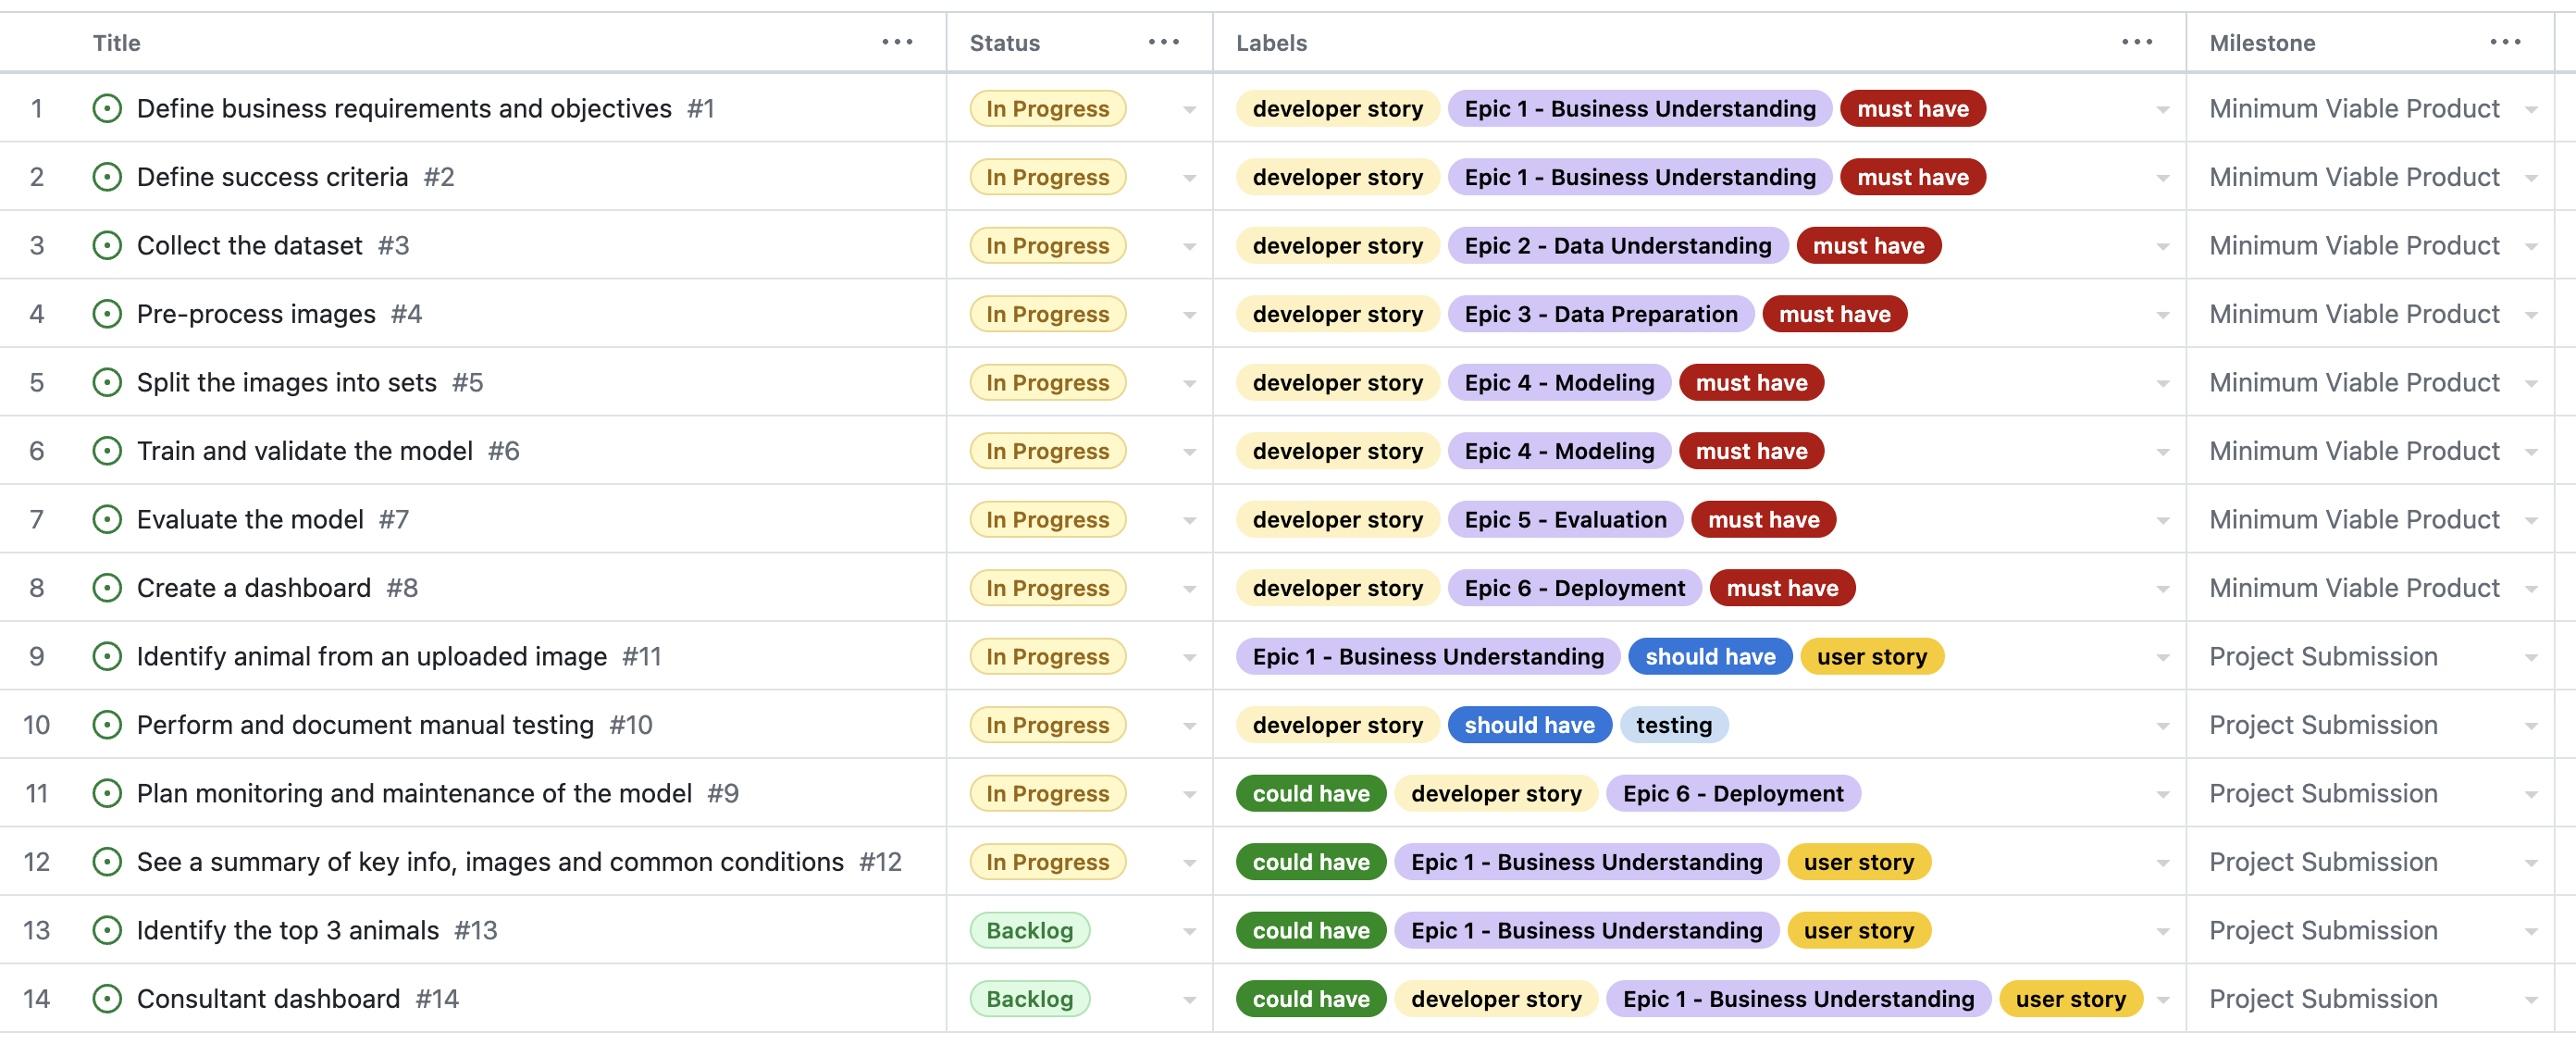 Title ··· Status ··· Labels ··· Milestone ···
1 Define business requirements and objectives #1 In Progress developer story Epic 1 - Business Understanding must have Minimum Viable Product
2 Define success criteria #2 In Progress developer story Epic 1 - Business Understanding must have Minimum Viable Product
3 Collect the dataset #3 In Progress developer story Epic 2 - Data Understanding must have Minimum Viable Product
4 Pre-process images #4 In Progress developer story Epic 3 - Data Preparation must have Minimum Viable Product
5 Split the images into sets #5 In Progress developer story Epic 4 - Modeling must have Minimum Viable Product
6 Train and validate the model #6 In Progress developer story Epic 4 - Modeling must have Minimum Viable Product
7 Evaluate the model #7 In Progress developer story Epic 5 - Evaluation must have Minimum Viable Product
8 Create a dashboard #8 In Progress developer story Epic 6 - Deployment must have Minimum Viable Product
9 Identify animal from an uploaded image #11 In Progress Epic 1 - Business Understanding should have user story Project Submission
10 Perform and document manual testing #10 In Progress developer story should have testing Project Submission
11 Plan monitoring and maintenance of the model #9 In Progress could have developer story Epic 6 - Deployment Project Submission
12 See a summary of key info, images and common conditions #12 In Progress could have Epic 1 - Business Understanding user story Project Submission
13 Identify the top 3 animals #13 Backlog could have Epic 1 - Business Understanding user story Project Submission
14 Consultant dashboard #14 Backlog could have developer story Epic 1 - Business Understanding user story Project Submission